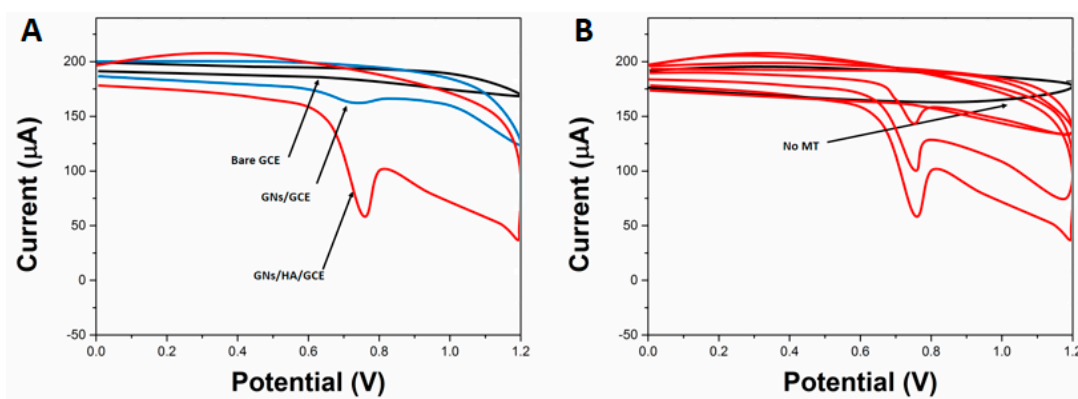 A
200
150
100
50
0
-50
Current (µA)
Bare GCE
GNs/GCE
GNs/HA/GCE
0.0 0.2 0.4 0.6 0.8 1.0 1.2
Potential (V)
B
200
150
100
50
0
-50
Current (µA)
No MT
0.0 0.2 0.4 0.6 0.8 1.0 1.2
Potential (V)